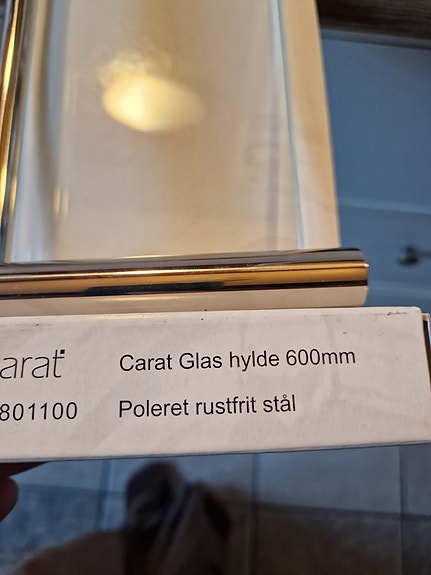 arat Carat Glas hylde 600mm
801100 Poleret rustfrit stål